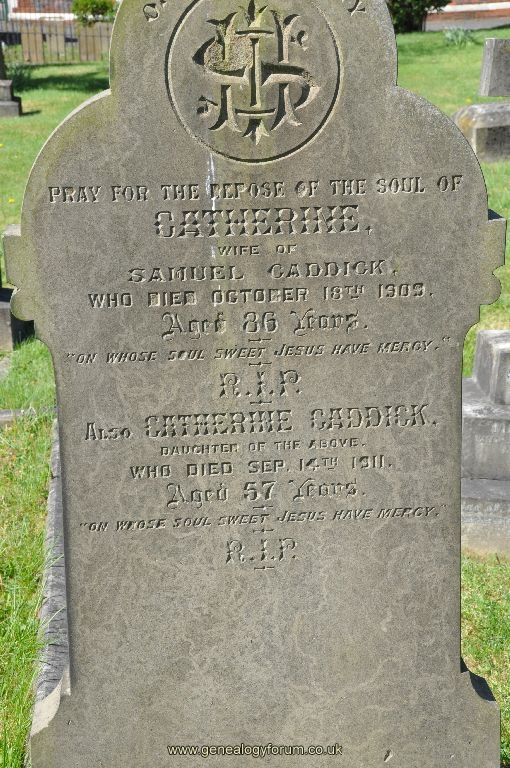 IHS
PRAY FOR THE REPOSE OF THE SOUL OF
CATHERINE,
WIFE OF
SAMUEL CADDICK,
WHO DIED OCTOBER 18TH 1909.
Aged 86 Years.
"ON WHOSE SOUL SWEET JESUS HAVE MERCY."
R.I.P.
ALSO CATHERINE CADDICK,
DAUGHTER OF THE ABOVE,
WHO DIED SEP. 14TH 1911.
Aged 57 Years.
"ON WHOSE SOUL SWEET JESUS HAVE MERCY."
R.I.P.
www.genealogyforum.co.uk